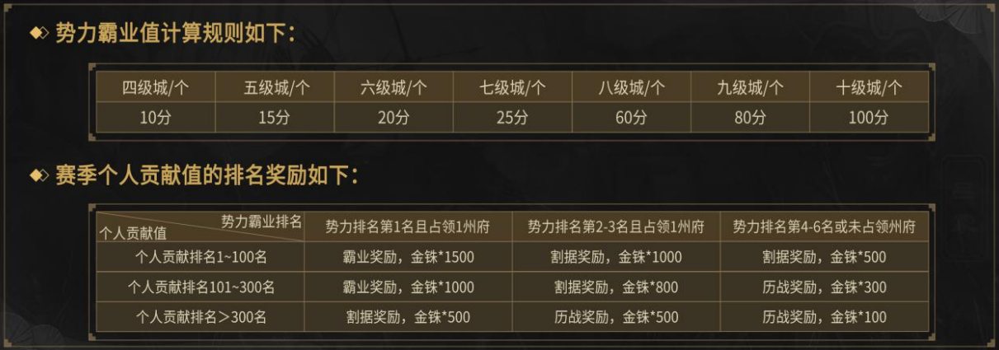 势力霸业值计算规则如下：
四级城/个 五级城/个 六级城/个 七级城/个 八级城/个 九级城/个 十级城/个
10分 15分 20分 25分 60分 80分 100分
赛季个人贡献值的排名奖励如下：
势力霸业排名
个人贡献值 势力排名第1名且占领1州府 势力排名第2-3名且占领1州府 势力排名第4-6名或未占领州府
个人贡献排名1~100名 霸业奖励，金铢*1500 割据奖励，金铢*1000 割据奖励，金铢*500
个人贡献排名101~300名 霸业奖励，金铢*1000 割据奖励，金铢*800 历战奖励，金铢*300
个人贡献排名＞300名 割据奖励，金铢*500 历战奖励，金铢*500 历战奖励，金铢*100